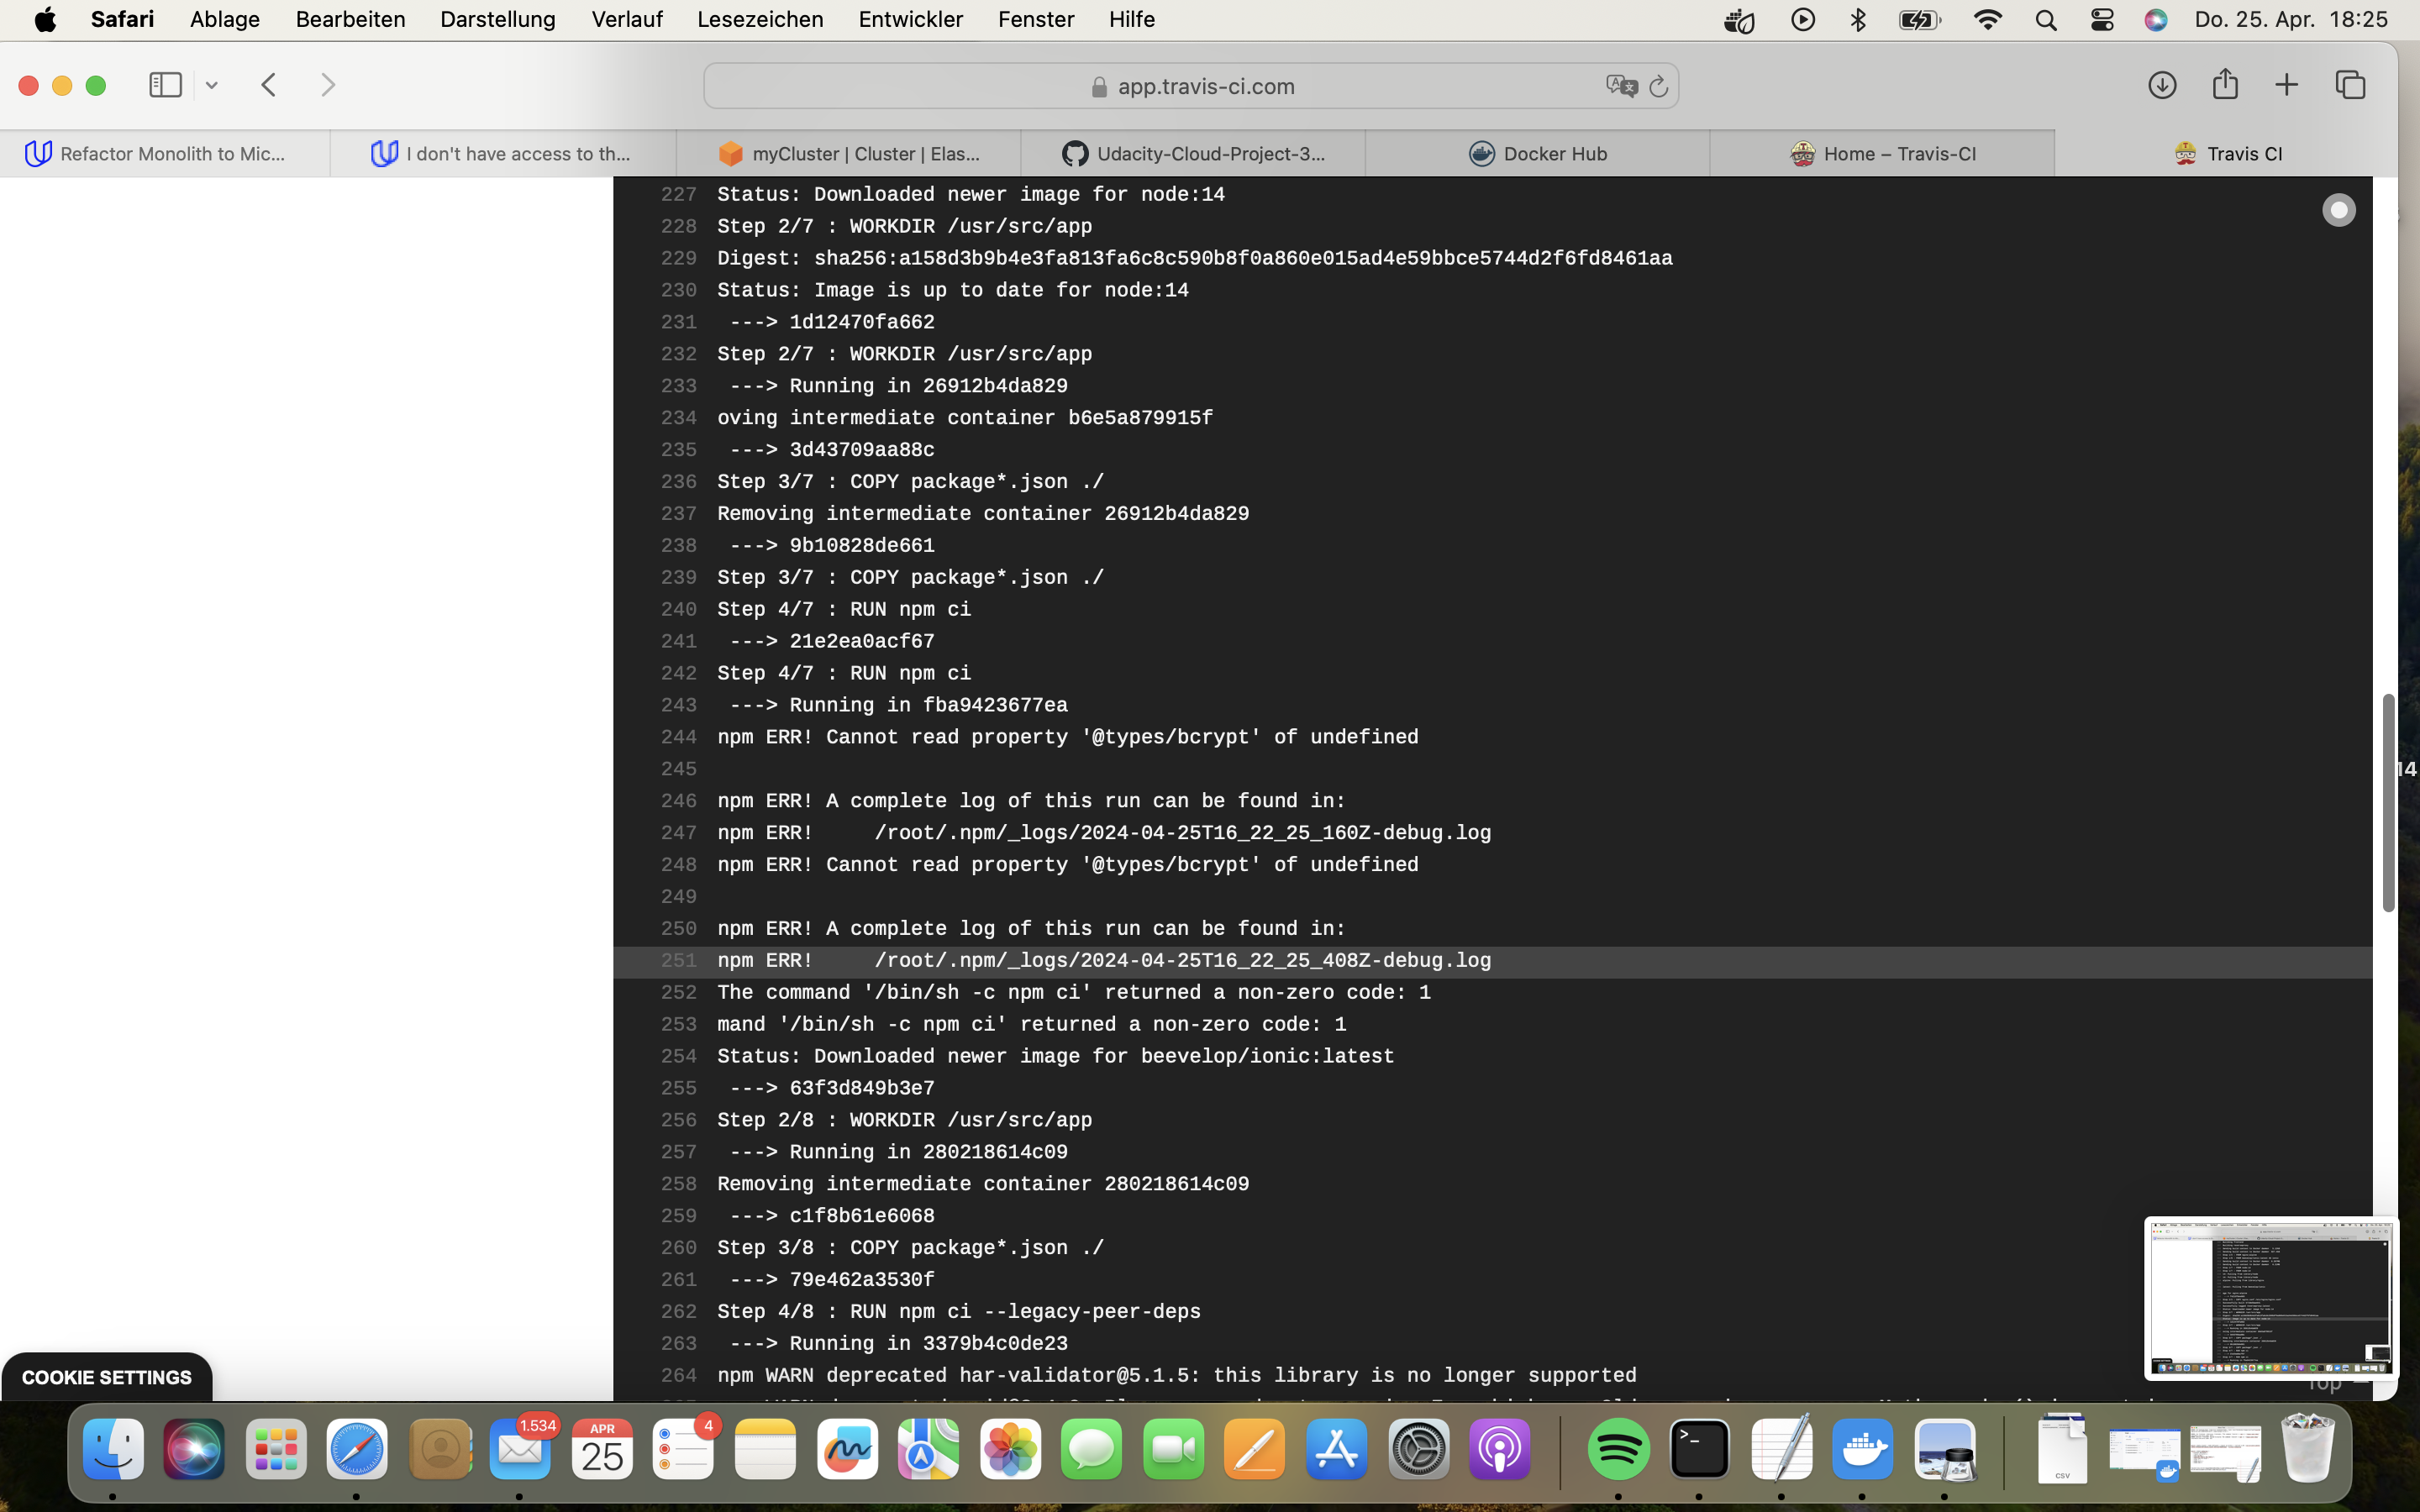 Safari Ablage Bearbeiten Darstellung Verlauf Lesezeichen Entwickler Fenster Hilfe Do. 25. Apr. 18:25
app.travis-ci.com
Refactor Monolith to Mic... I don't have access to th... myCluster | Cluster | Elas... Udacity-Cloud-Project-3... Docker Hub Home – Travis-CI Travis CI
227 Status: Downloaded newer image for node:14
228 Step 2/7 : WORKDIR /usr/src/app
229 Digest: sha256:a158d3b9b4e3fa813fa6c8c590b8f0a860e015ad4e59bbce5744d2f6fd8461aa
230 Status: Image is up to date for node:14
231 ---> 1d12470fa662
232 Step 2/7 : WORKDIR /usr/src/app
233 ---> Running in 26912b4da829
234 oving intermediate container b6e5a879915f
235 ---> 3d43709aa88c
236 Step 3/7 : COPY package*.json ./
237 Removing intermediate container 26912b4da829
238 ---> 9b10828de661
239 Step 3/7 : COPY package*.json ./
240 Step 4/7 : RUN npm ci
241 ---> 21e2ea0acf67
242 Step 4/7 : RUN npm ci
243 ---> Running in fba9423677ea
244 npm ERR! Cannot read property '@types/bcrypt' of undefined
245
246 npm ERR! A complete log of this run can be found in:
247 npm ERR!     /root/.npm/_logs/2024-04-25T16_22_25_160Z-debug.log
248 npm ERR! Cannot read property '@types/bcrypt' of undefined
249
250 npm ERR! A complete log of this run can be found in:
251 npm ERR!     /root/.npm/_logs/2024-04-25T16_22_25_408Z-debug.log
252 The command '/bin/sh -c npm ci' returned a non-zero code: 1
253 mand '/bin/sh -c npm ci' returned a non-zero code: 1
254 Status: Downloaded newer image for beevelop/ionic:latest
255 ---> 63f3d849b3e7
256 Step 2/8 : WORKDIR /usr/src/app
257 ---> Running in 280218614c09
258 Removing intermediate container 280218614c09
259 ---> c1f8b61e6068
260 Step 3/8 : COPY package*.json ./
261 ---> 79e462a3530f
262 Step 4/8 : RUN npm ci --legacy-peer-deps
263 ---> Running in 3379b4c0de23
264 npm WARN deprecated har-validator@5.1.5: this library is no longer supported
14
COOKIE SETTINGS
Top
1.534
APR
25
4
CSV